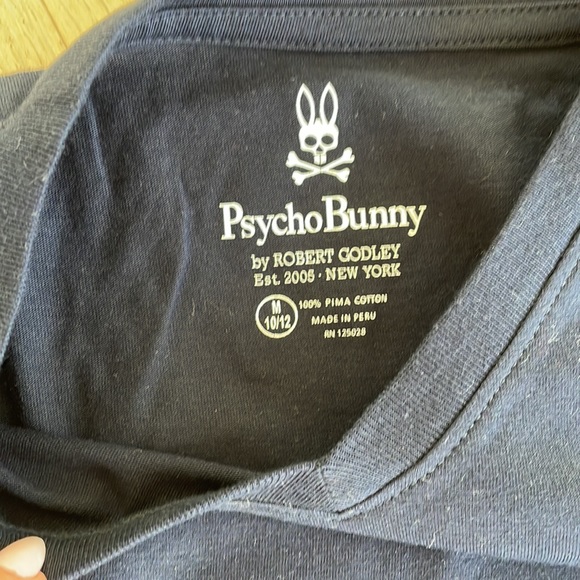 PsychoBunny
by ROBERT GODLEY
Est. 2005 · NEW YORK
M
10/12
100% PIMA COTTON
MADE IN PERU
RN 125028